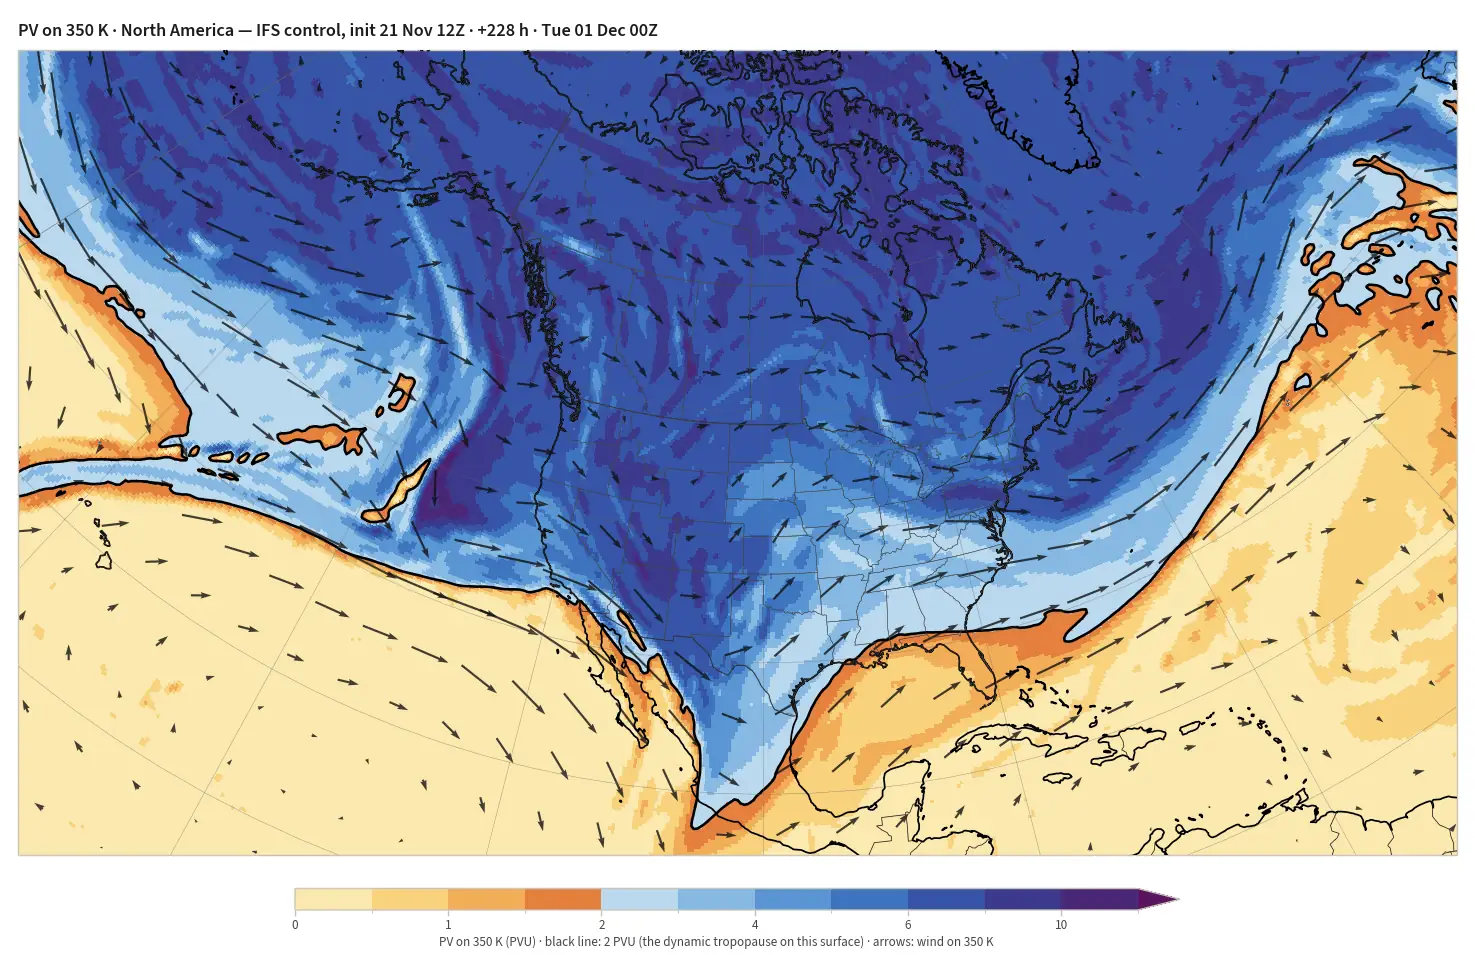 PV on 350 K · North America — IFS control, init 21 Nov 12Z · +228 h · Tue 01 Dec 00Z
0 1 2 4 6 10
PV on 350 K (PVU) · black line: 2 PVU (the dynamic tropopause on this surface) · arrows: wind on 350 K